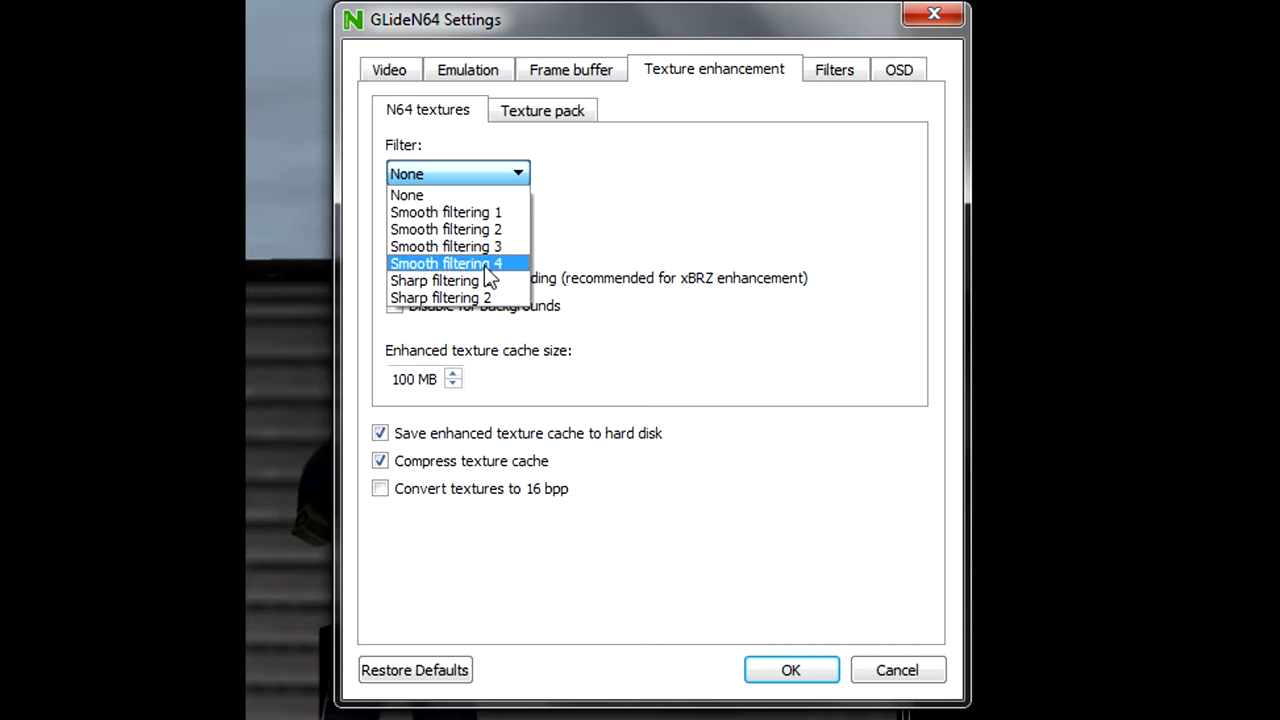 GLideN64 Settings
Video Emulation Frame buffer Texture enhancement Filters OSD
N64 textures Texture pack
Filter:
None
None
Smooth filtering 1
Smooth filtering 2
Smooth filtering 3
Smooth filtering 4
Sharp filtering
ding (recommended for xBRZ enhancement)
Sharp filtering 2
Disable for backgrounds
Enhanced texture cache size:
100 MB
Save enhanced texture cache to hard disk
Compress texture cache
Convert textures to 16 bpp
Restore Defaults OK Cancel